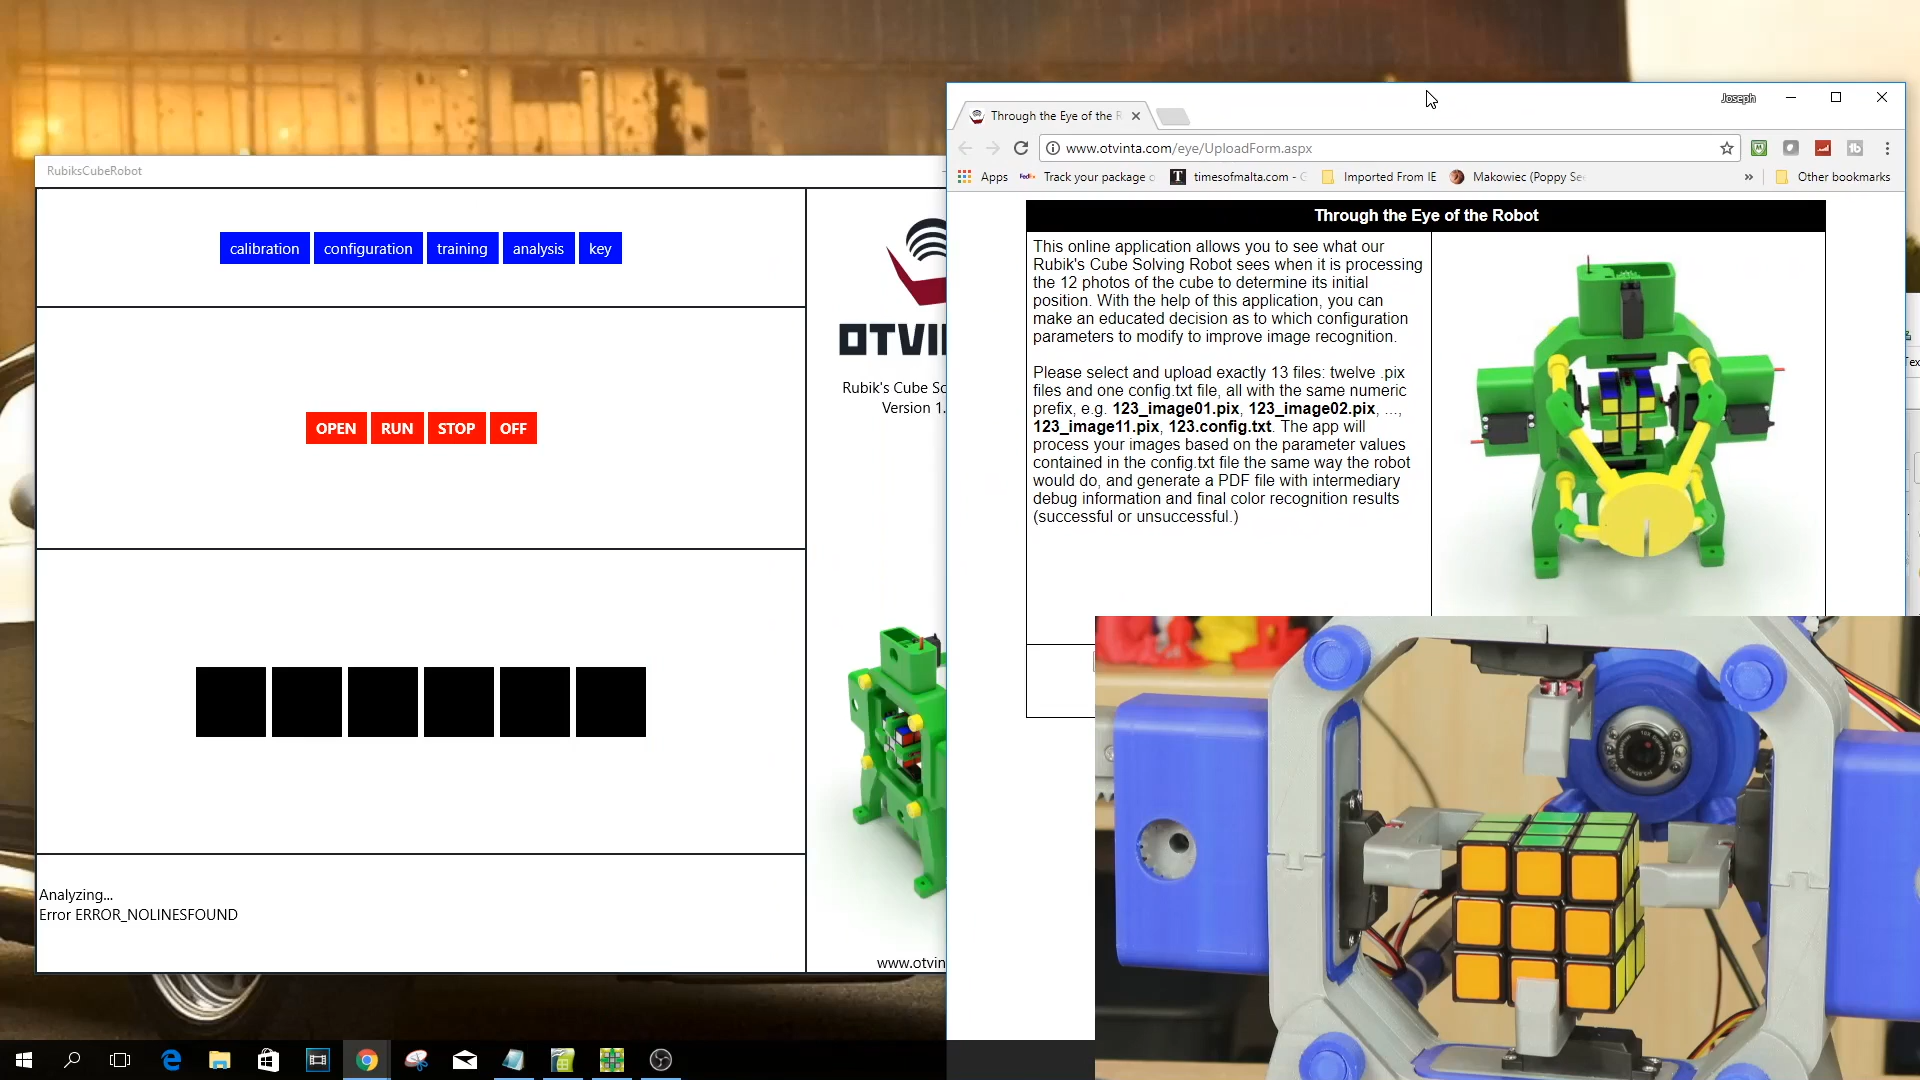 RubiksCubeRobot
calibration
configuration
training
analysis
key
OPEN
RUN
STOP
OFF
Analyzing...
Error ERROR_NOLINESFOUND
OTVI
Rubik's Cube So
Version 1.
www.otvin
Joseph
Through the Eye of the R
www.otvinta.com/eye/UploadForm.aspx
Apps
FedEx
Track your package
T
timesofmalta.com -
Imported From IE
Makowiec (Poppy Se
»
Other bookmarks
Through the Eye of the Robot
This online application allows you to see what our
Rubik's Cube Solving Robot sees when it is processing
the 12 photos of the cube to determine its initial
position. With the help of this application, you can
make an educated decision as to which configuration
parameters to modify to improve image recognition.
Please select and upload exactly 13 files: twelve .pix
files and one config.txt file, all with the same numeric
prefix, e.g. 123_image01.pix, 123_image02.pix, ...,
123_image11.pix, 123.config.txt. The app will
process your images based on the parameter values
contained in the config.txt file the same way the robot
would do, and generate a PDF file with intermediary
debug information and final color recognition results
(successful or unsuccessful.)
Tex